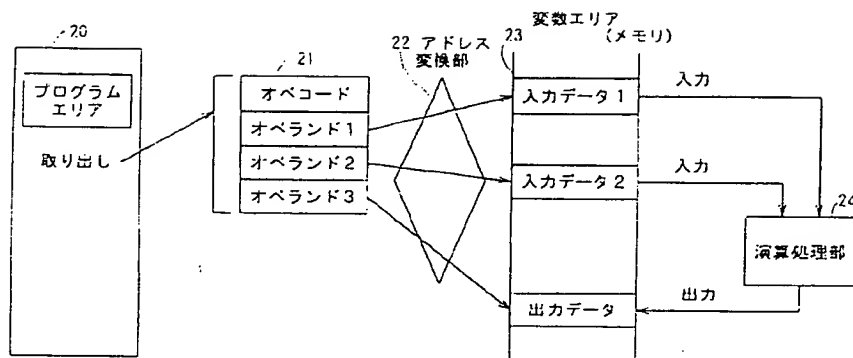 20
プログラム
エリア
取り出し
21
オペコード
オペランド1
オペランド2
オペランド3
22 アドレス
変換部
23
変数エリア
(メモリ)
入力データ1
入力データ2
出力データ
入力
入力
出力
24
演算処理部